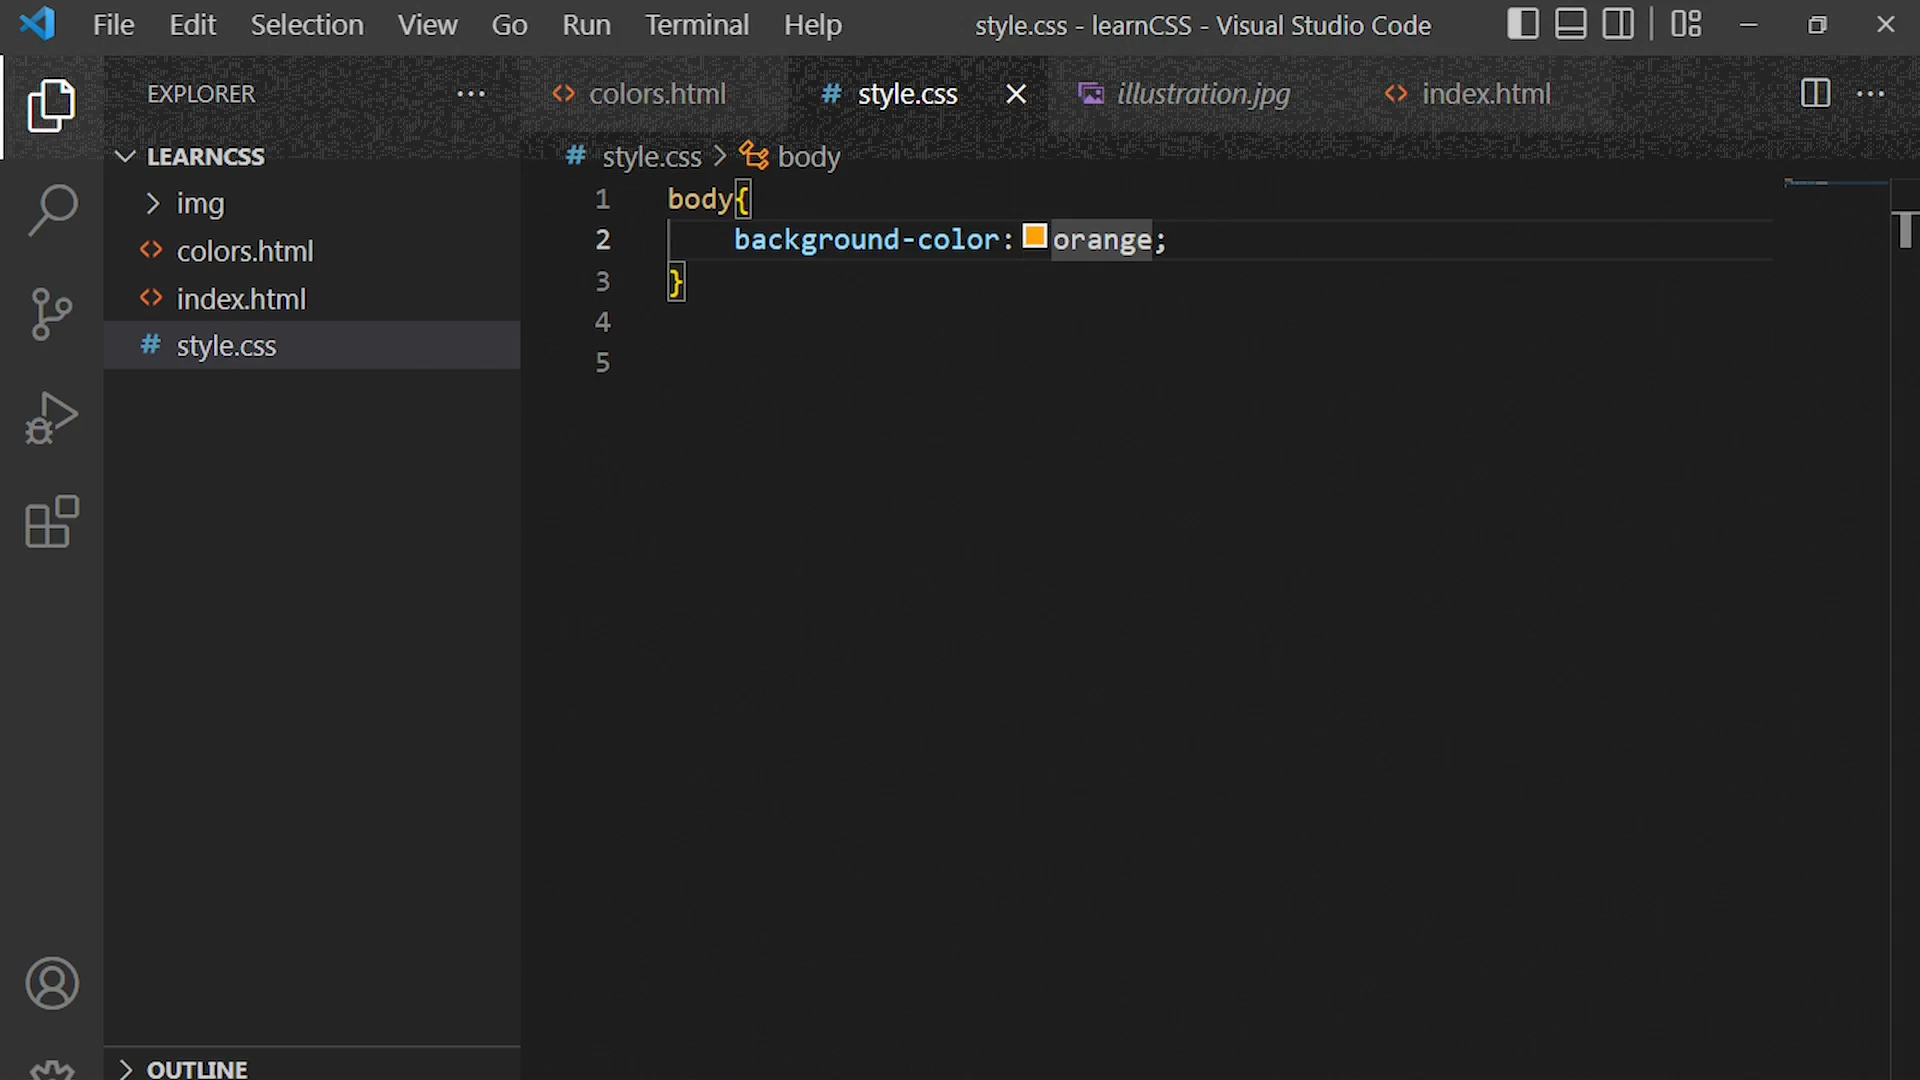 File Edit Selection View Go Run Terminal Help style.css - learnCSS - Visual Studio Code
EXPLORER ···
LEARNCSS
img
<> colors.html
<> index.html
# style.css
OUTLINE
<> colors.html # style.css illustration.jpg <> index.html ···
# style.css > body
1 body{
2 background-color: orange;
3 }
4
5